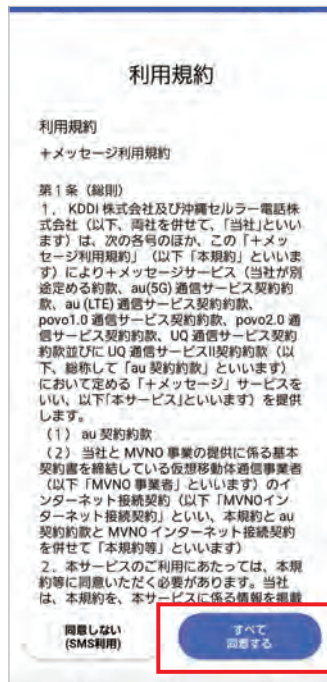 利用規約
利用規約
+メッセージ利用規約
第1条（総則）
1． KDDI 株式会社及び沖縄セルラー電話株
式会社（以下、両社を併せて、「当社」といい
ます）は、次の各号のほか、この「+メッ
セージ利用規約」（以下「本規約」といいま
す）により+メッセージサービス（当社が別
途定める約款、au(5G) 通信サービス契約約
款、au (LTE) 通信サービス契約約款、
povo1.0 通信サービス契約約款、povo2.0 通
信サービス契約約款、UQ 通信サービス契約
約款並びに UQ 通信サービスII契約約款（以
下、総称して「au 契約約款」といいます）
において定める「+メッセージ」サービスを
いい、以下「本サービス」といいます）を提供
します。
（1） au 契約約款
（2） 当社と MVNO 事業の提供に係る基本
契約書を締結している仮想移動体通信事業者
（以下「MVNO 事業者」といいます）のイ
ンターネット接続契約（以下「MVNOイン
ターネット接続契約」といい、本規約と au
契約約款と MVNO インターネット接続契約
を併せて「本規約等」といいます）
2．本サービスのご利用にあたっては、本規
約等に同意いただく必要があります。当社
は、本規約を、本サービスに係る情報を掲載
同意しない
(SMS利用)
すべて
同意する